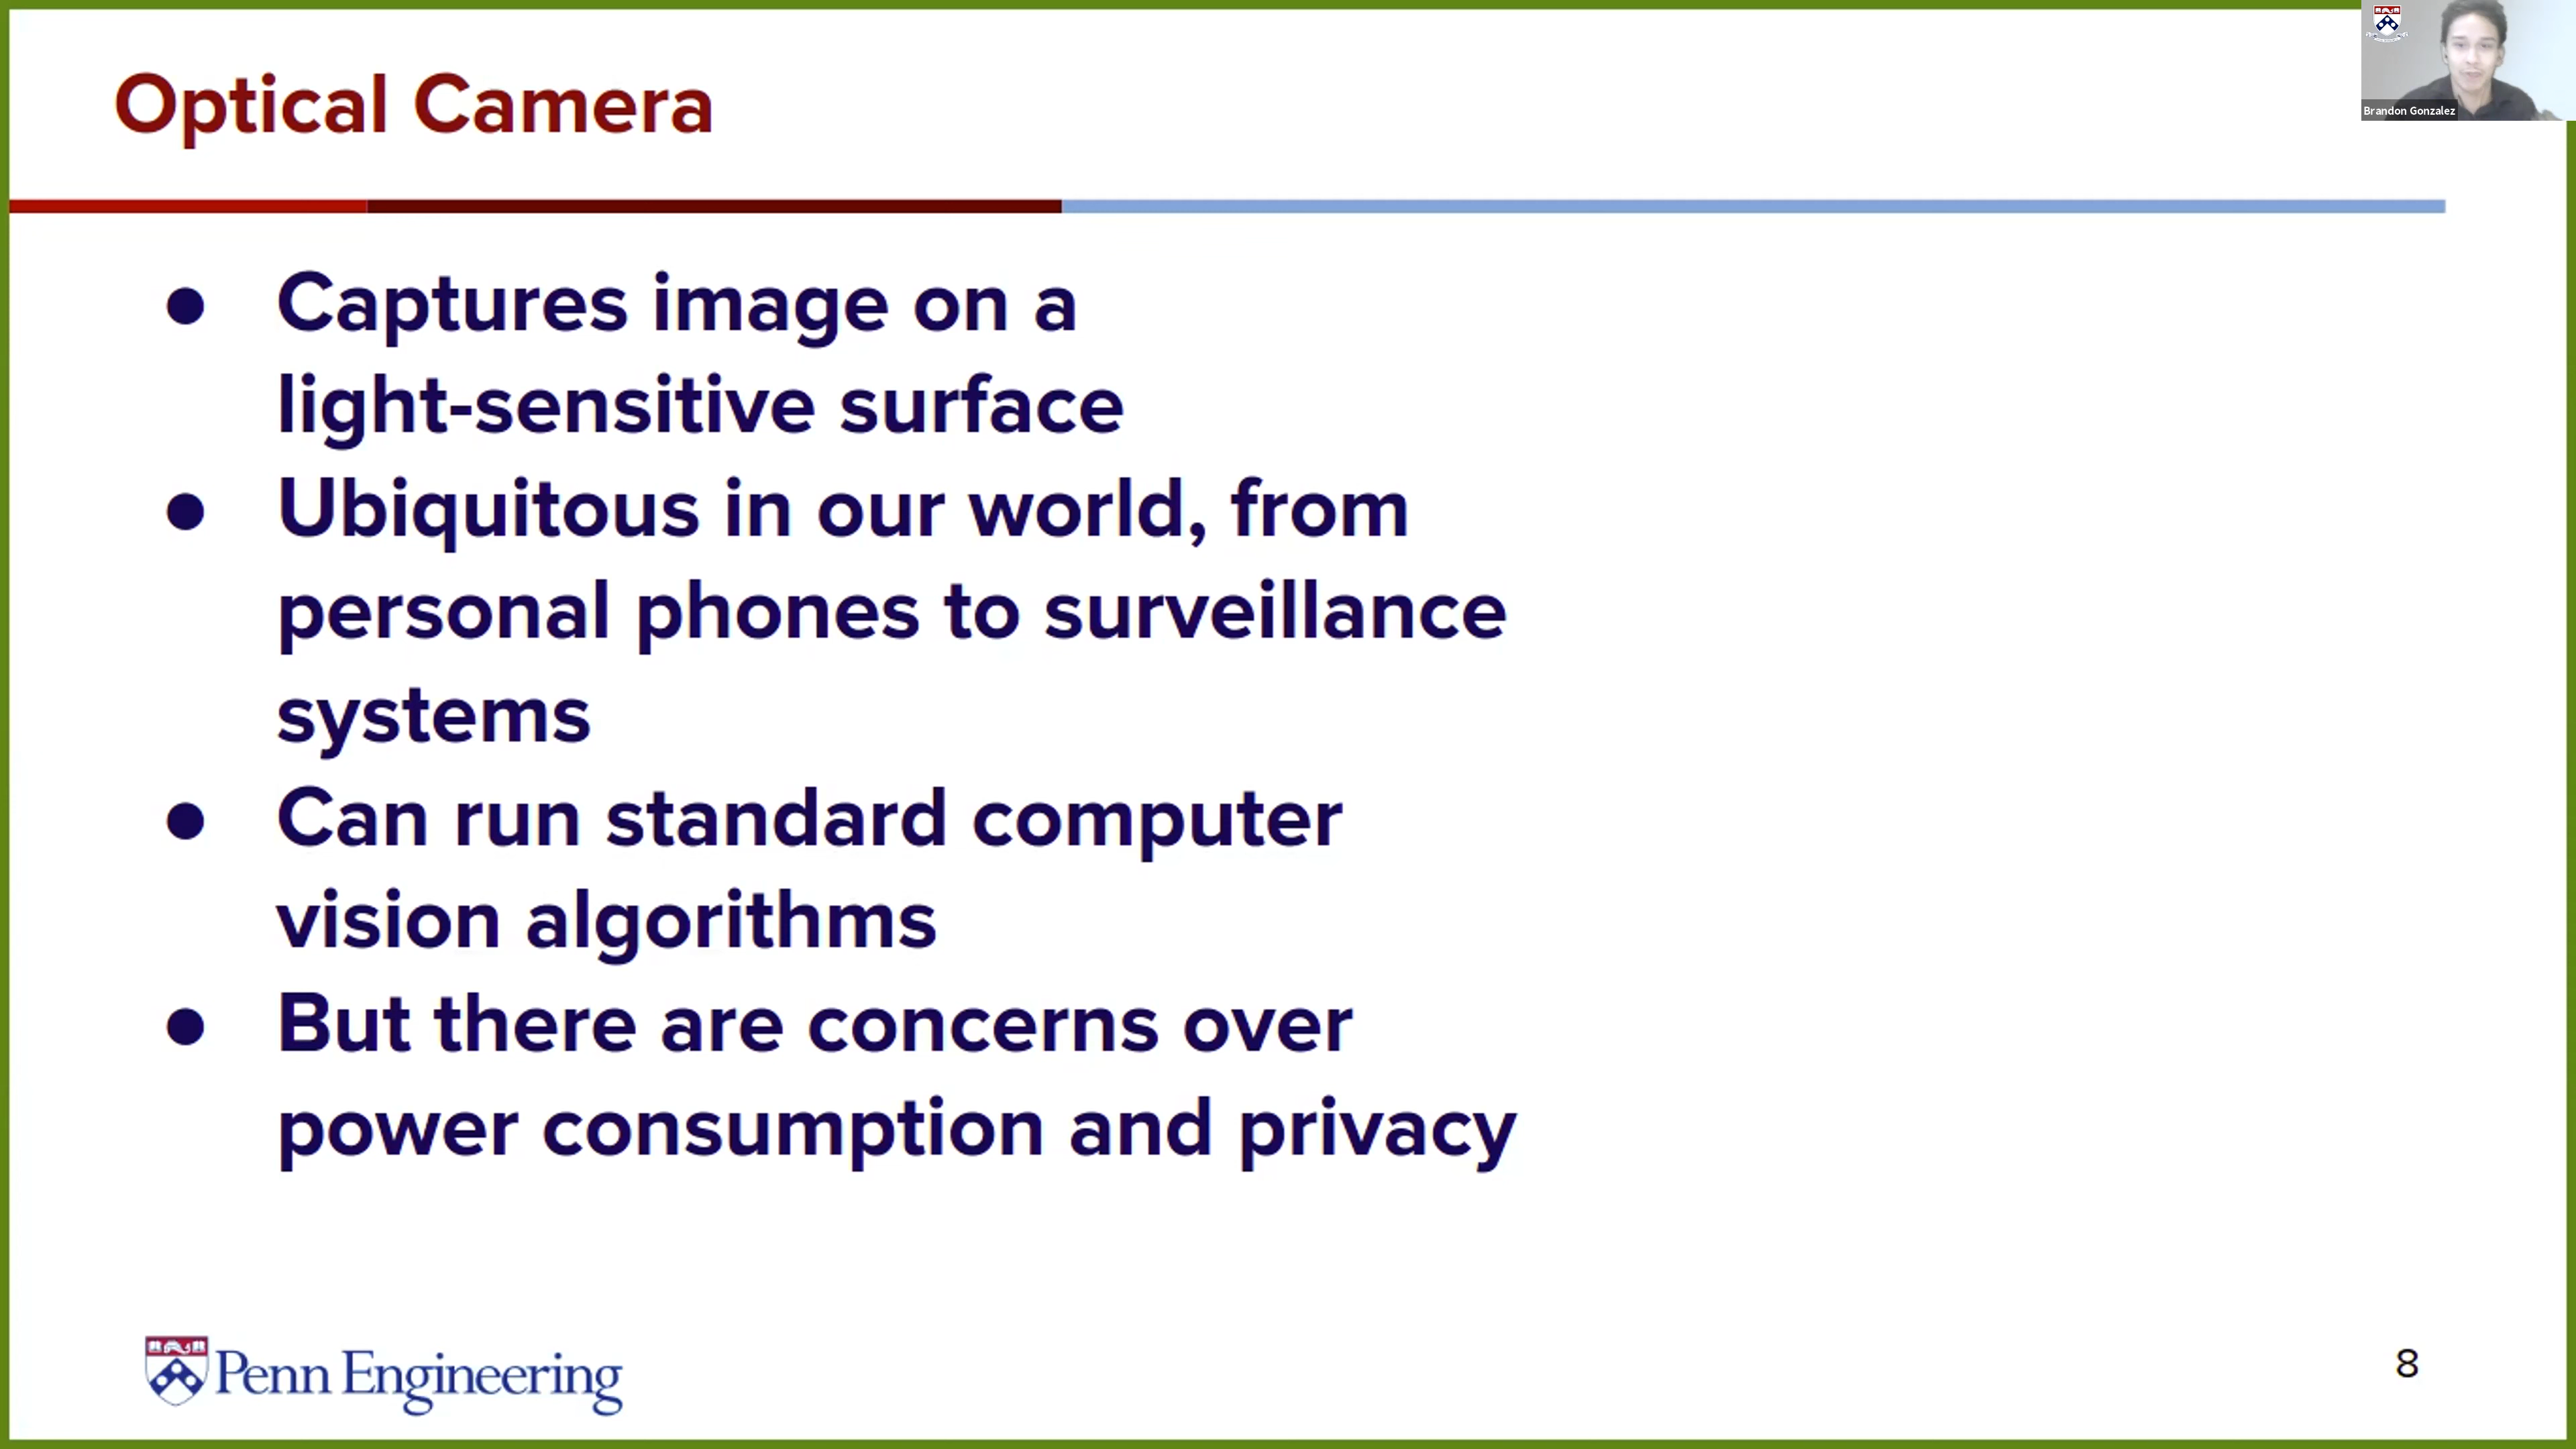 Optical Camera
Brandon Gonzalez
● Captures image on a
light-sensitive surface
● Ubiquitous in our world, from
personal phones to surveillance
systems
● Can run standard computer
vision algorithms
● But there are concerns over
power consumption and privacy
Penn Engineering
8